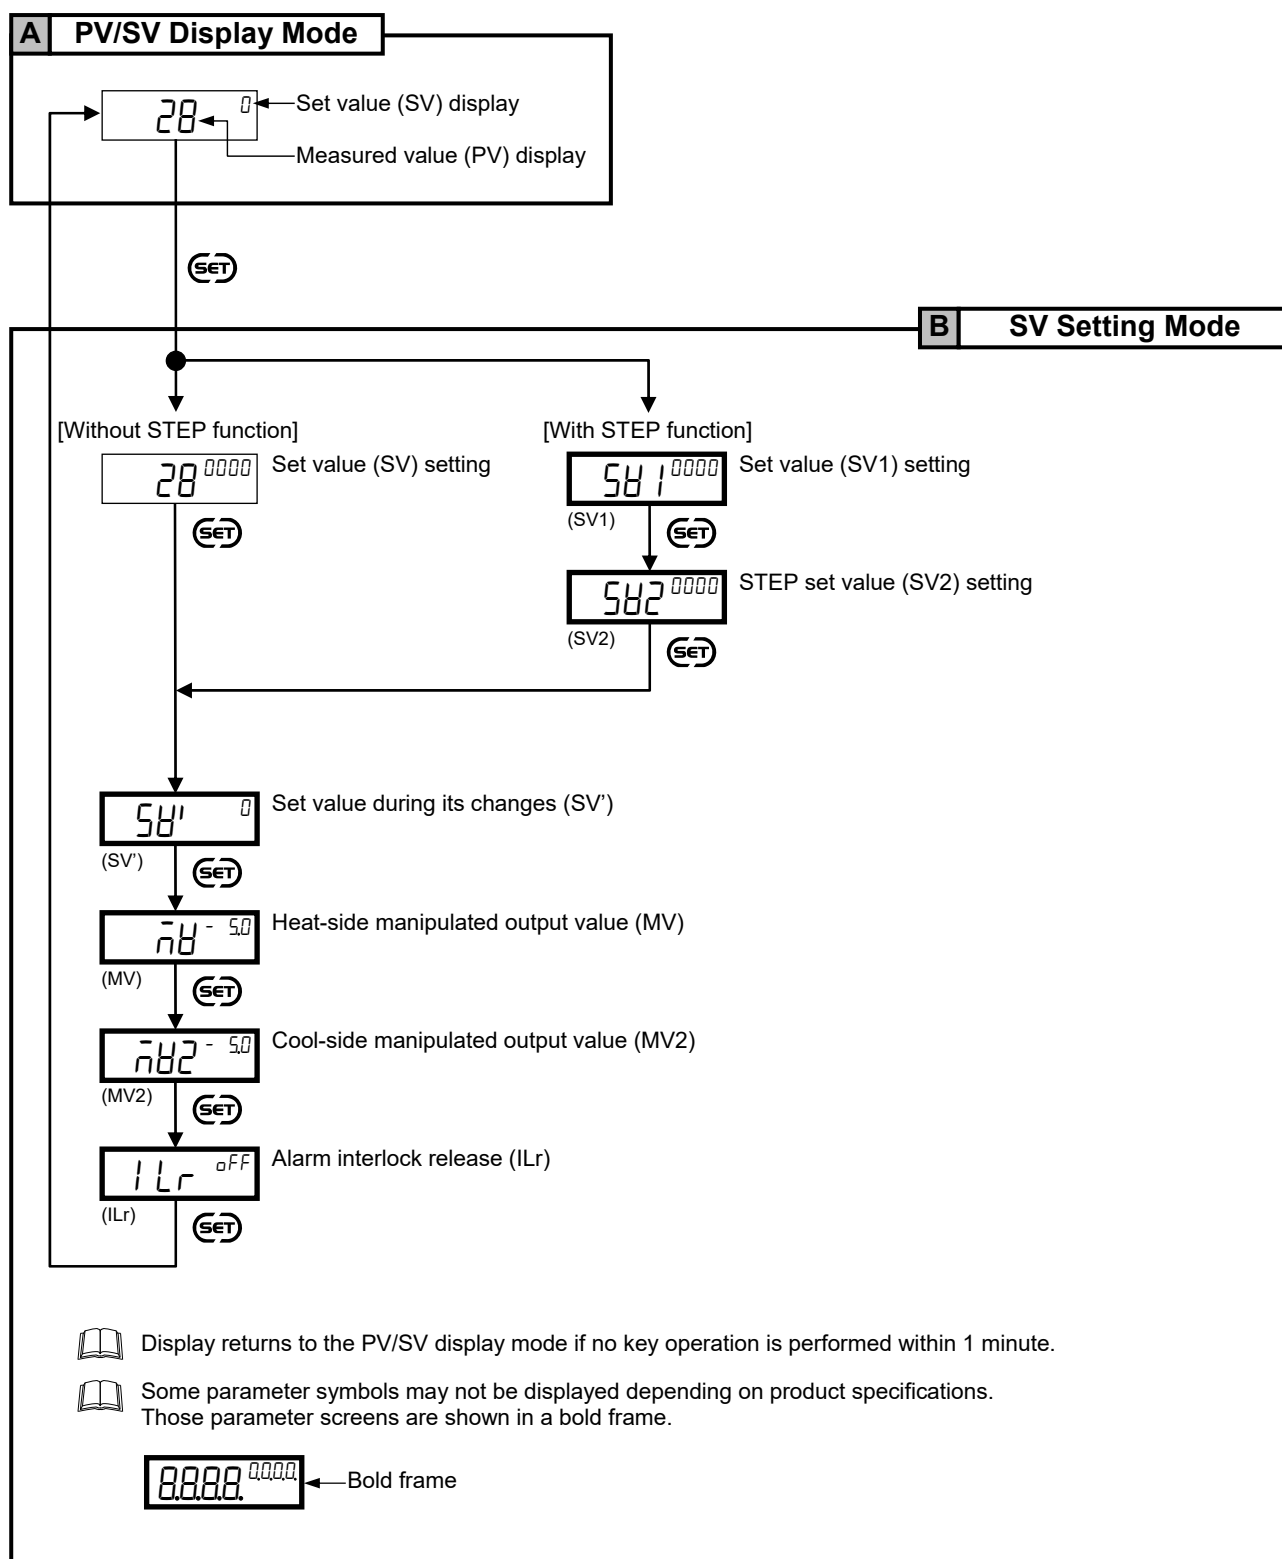 A PV/SV Display Mode
28 0
Set value (SV) display
Measured value (PV) display
SET
B SV Setting Mode
[Without STEP function]
[With STEP function]
28 0000
Set value (SV) setting
SET
SV1 0000
Set value (SV1) setting
(SV1)
SET
SV2 0000
STEP set value (SV2) setting
(SV2)
SET
SV' 0
Set value during its changes (SV’)
(SV’)
SET
MV - 5.0
Heat-side manipulated output value (MV)
(MV)
SET
MV2 - 5.0
Cool-side manipulated output value (MV2)
(MV2)
SET
ILr oFF
Alarm interlock release (ILr)
(ILr)
SET
Display returns to the PV/SV display mode if no key operation is performed within 1 minute.
Some parameter symbols may not be displayed depending on product specifications.
Those parameter screens are shown in a bold frame.
8.8.8.8. 0.0.0.0.
Bold frame